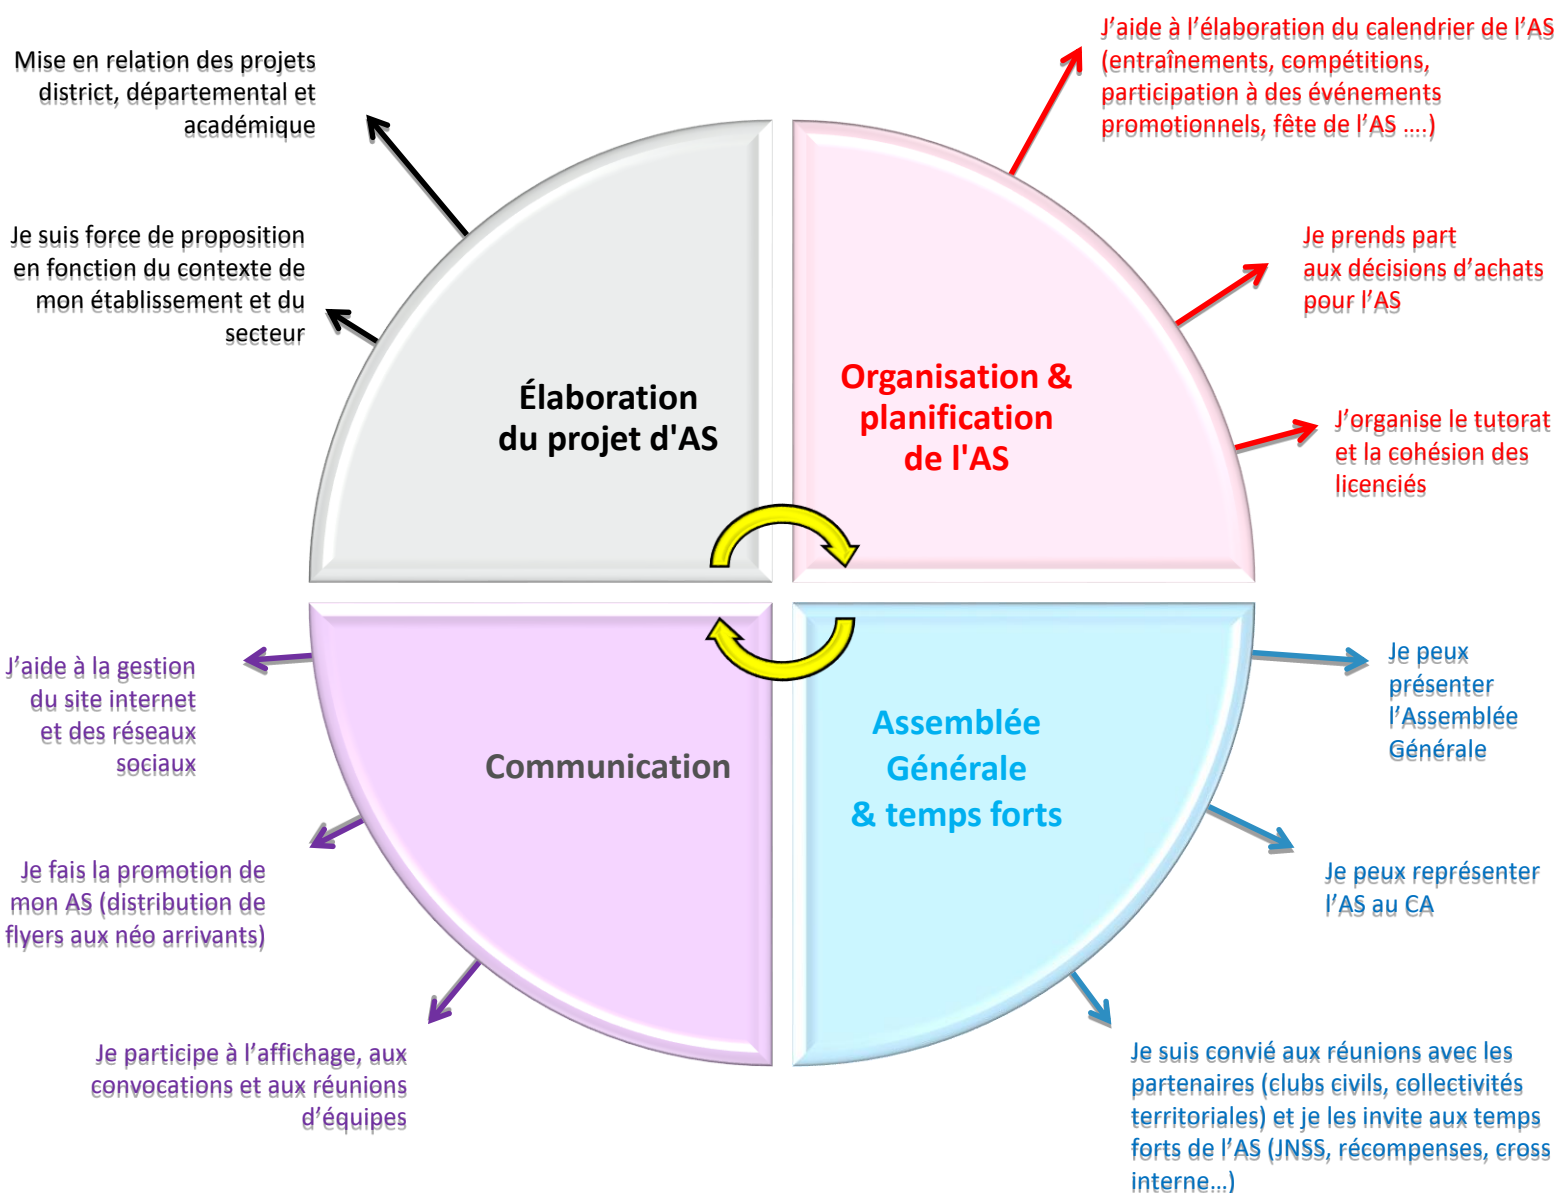 Mise en relation des projets
district, départemental et
académique
Je suis force de proposition
en fonction du contexte de
mon établissement et du
secteur
Élaboration
du projet d'AS
J’aide à l’élaboration du calendrier de l’AS
(entraînements, compétitions,
participation à des événements
promotionnels, fête de l’AS ....)
Je prends part
aux décisions d’achats
pour l’AS
J’organise le tutorat
et la cohésion des
licenciés
Organisation &
planification
de l'AS
J’aide à la gestion
du site internet
et des réseaux
sociaux
Je fais la promotion de
mon AS (distribution de
flyers aux néo arrivants)
Je participe à l’affichage, aux
convocations et aux réunions
d’équipes
Communication
Assemblée
Générale
& temps forts
Je peux
présenter
l’Assemblée
Générale
Je peux représenter
l’AS au CA
Je suis convié aux réunions avec les
partenaires (clubs civils, collectivités
territoriales) et je les invite aux temps
forts de l’AS (JNSS, récompenses, cross
interne…)